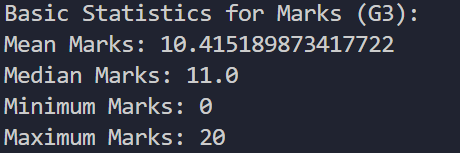 Basic Statistics for Marks (G3):
Mean Marks: 10.415189873417722
Median Marks: 11.0
Minimum Marks: 0
Maximum Marks: 20